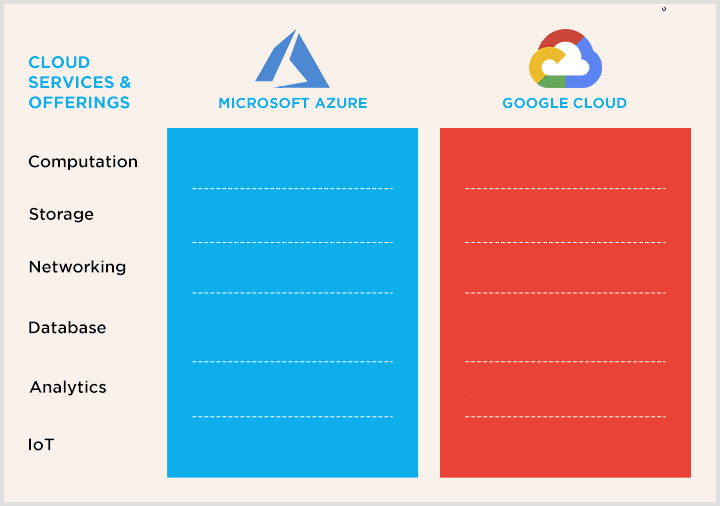 CLOUD
SERVICES &
OFFERINGS
MICROSOFT AZURE
GOOGLE CLOUD
Computation
Storage
Networking
Database
Analytics
IoT